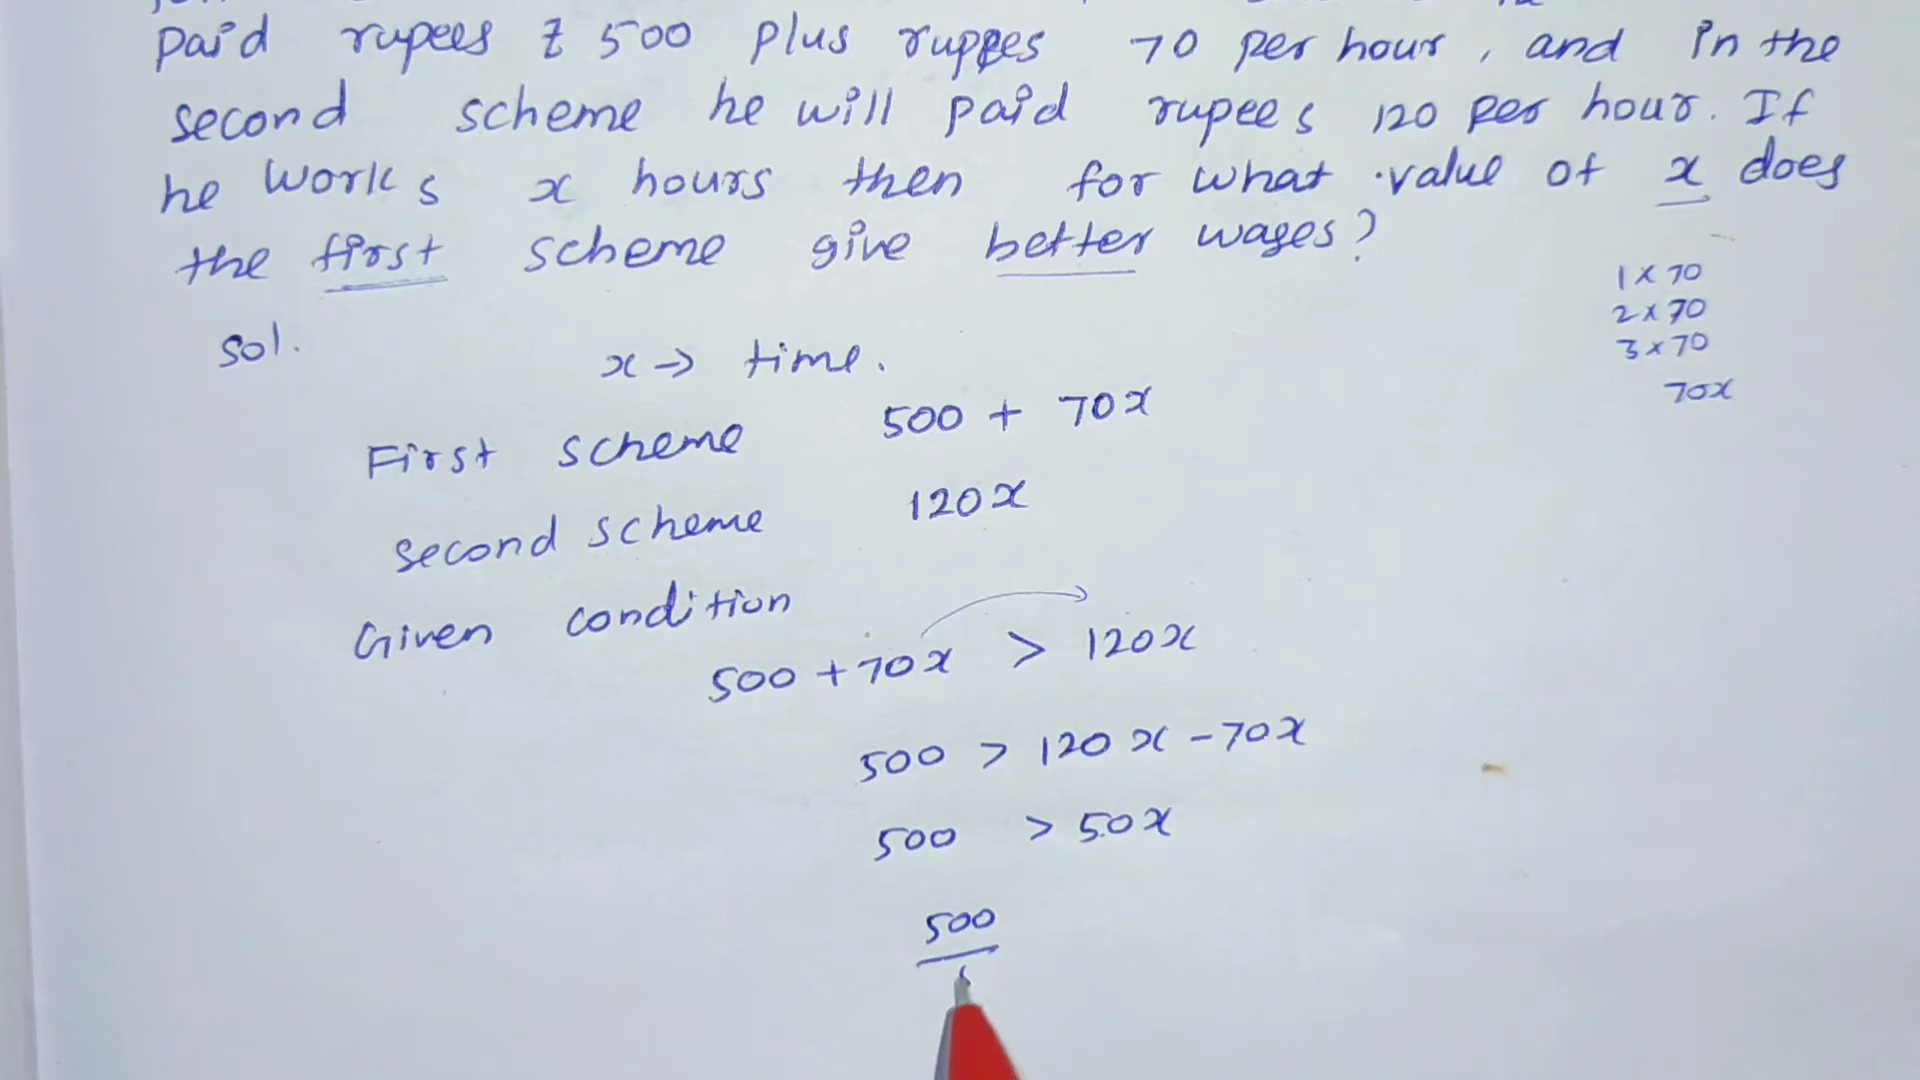 Paid rupees ₹ 500 plus ruppes 70 per hour, and in the
second scheme he will paid rupees 120 per hour. If
he works x hours then for what value of x does
the first scheme give better wages?
1 x 70
2 x 70
3 x 70
70x
Sol.
x → time.
First scheme 500 + 70x
Second scheme 120x
Given condition
500 + 70x > 120x
500 > 120x - 70x
500 > 50x
500